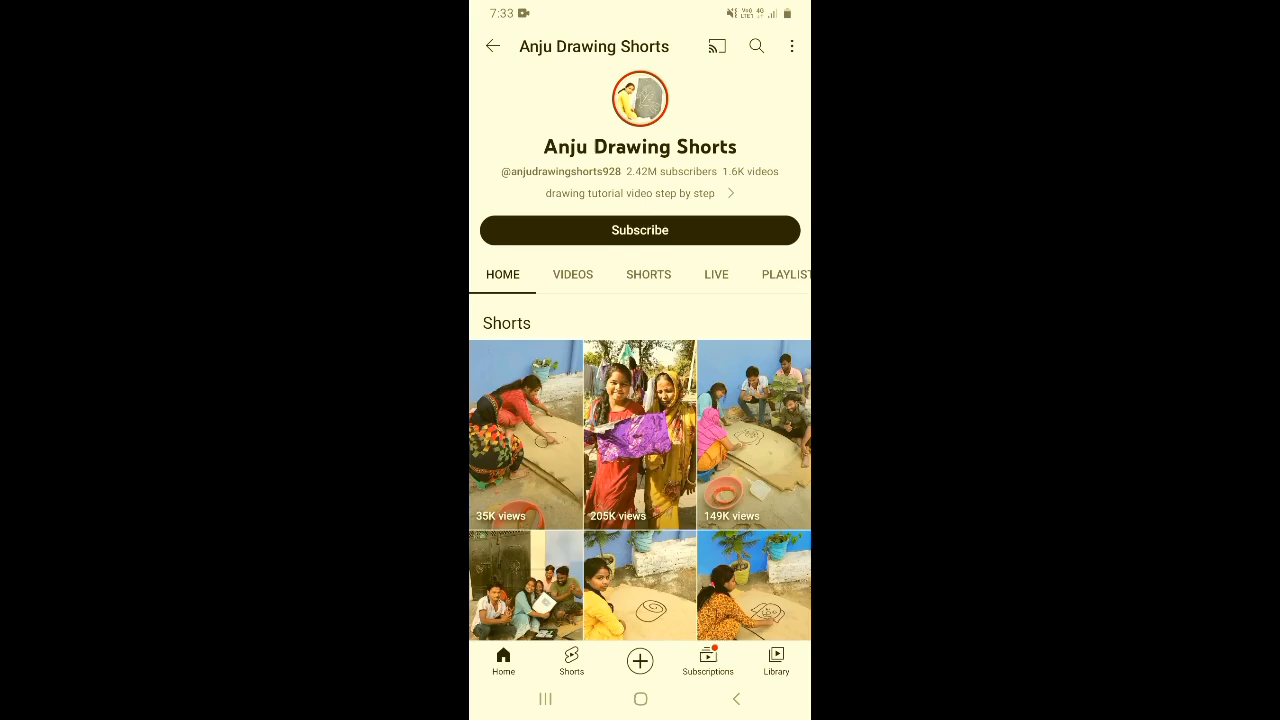 7:33
Anju Drawing Shorts
Anju Drawing Shorts
@anjudrawingshorts928 2.42M subscribers 1.6K videos
drawing tutorial video step by step
Subscribe
HOME VIDEOS SHORTS LIVE PLAYLIST
Shorts
35K views 205K views 149K views
Home Shorts Subscriptions Library